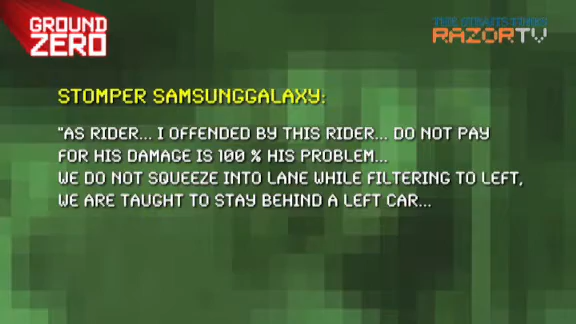 GROUND
ZERO
THE STRAITS TIMES
RAZORTV
STOMPER SAMSUNGGALAXY:
"AS RIDER... I OFFENDED BY THIS RIDER... DO NOT PAY
FOR HIS DAMAGE IS 100 % HIS PROBLEM...
WE DO NOT SQUEEZE INTO LANE WHILE FILTERING TO LEFT,
WE ARE TAUGHT TO STAY BEHIND A LEFT CAR...